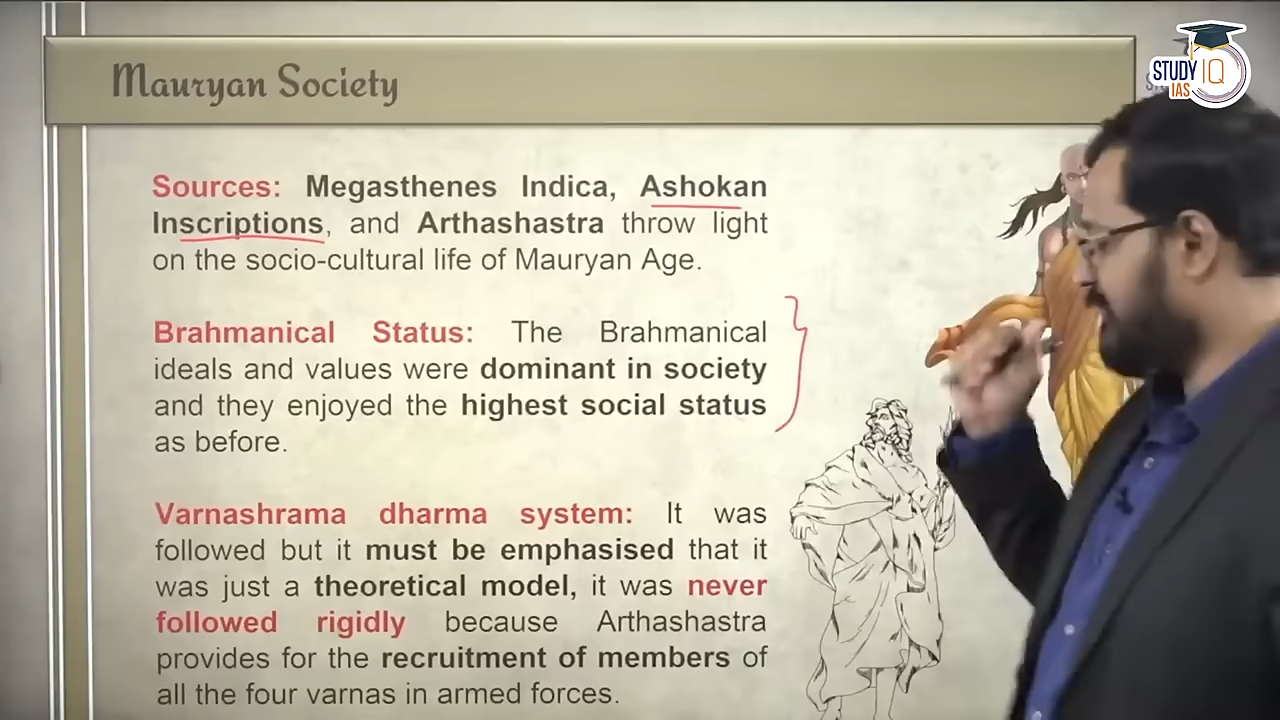 Mauryan Society
STUDY IQ
IAS
Sources: Megasthenes Indica, Ashokan
Inscriptions, and Arthashastra throw light
on the socio-cultural life of Mauryan Age.
Brahmanical Status: The Brahmanical
ideals and values were dominant in society
and they enjoyed the highest social status
as before.
Varnashrama dharma system: It was
followed but it must be emphasised that it
was just a theoretical model, it was never
followed rigidly because Arthashastra
provides for the recruitment of members of
all the four varnas in armed forces.